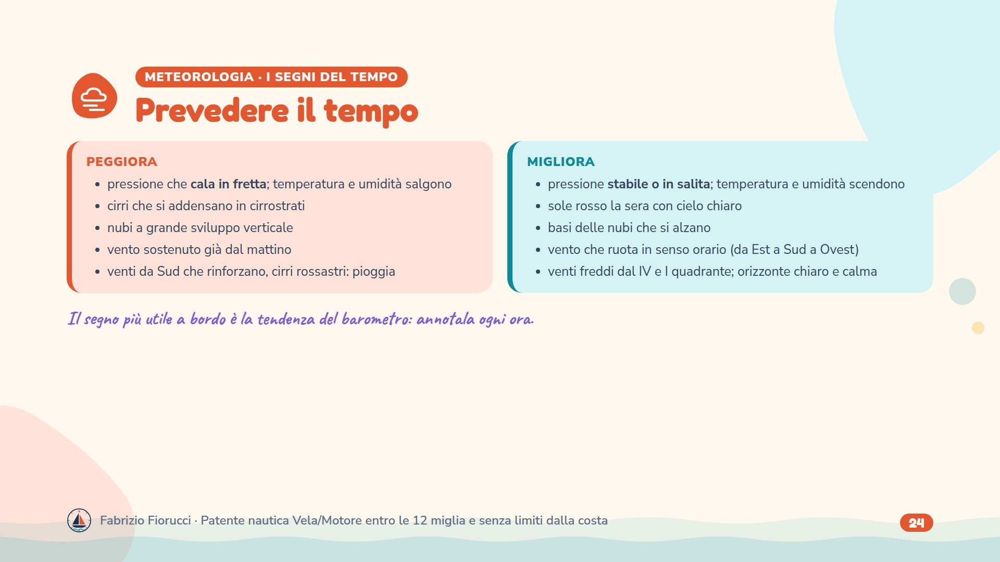 METEOROLOGIA · I SEGNI DEL TEMPO
Prevedere il tempo
PEGGIORA
• pressione che cala in fretta; temperatura e umidità salgono
• cirri che si addensano in cirrostrati
• nubi a grande sviluppo verticale
• vento sostenuto già dal mattino
• venti da Sud che rinforzano, cirri rossastri: pioggia
MIGLIORA
• pressione stabile o in salita; temperatura e umidità scendono
• sole rosso la sera con cielo chiaro
• basi delle nubi che si alzano
• vento che ruota in senso orario (da Est a Sud a Ovest)
• venti freddi dal IV e I quadrante; orizzonte chiaro e calma
Il segno più utile a bordo è la tendenza del barometro: annotala ogni ora.
Fabrizio Fiorucci · Patente nautica Vela/Motore entro le 12 miglia e senza limiti dalla costa
24